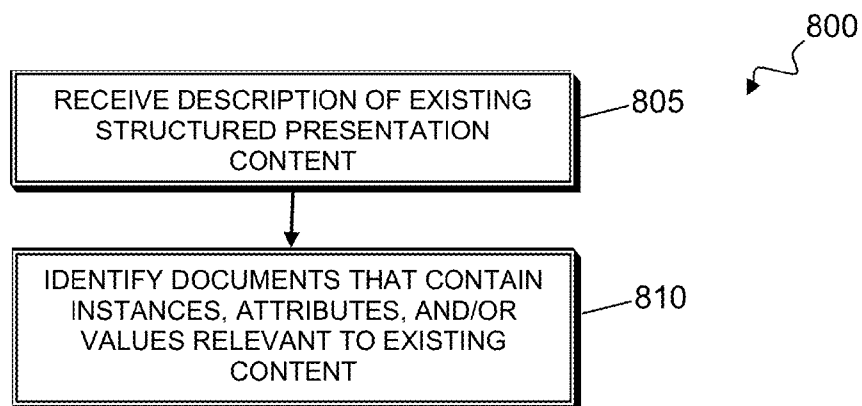 800
RECEIVE DESCRIPTION OF EXISTING
STRUCTURED PRESENTATION
CONTENT
805
IDENTIFY DOCUMENTS THAT CONTAIN
INSTANCES, ATTRIBUTES, AND/OR
VALUES RELEVANT TO EXISTING
CONTENT
810